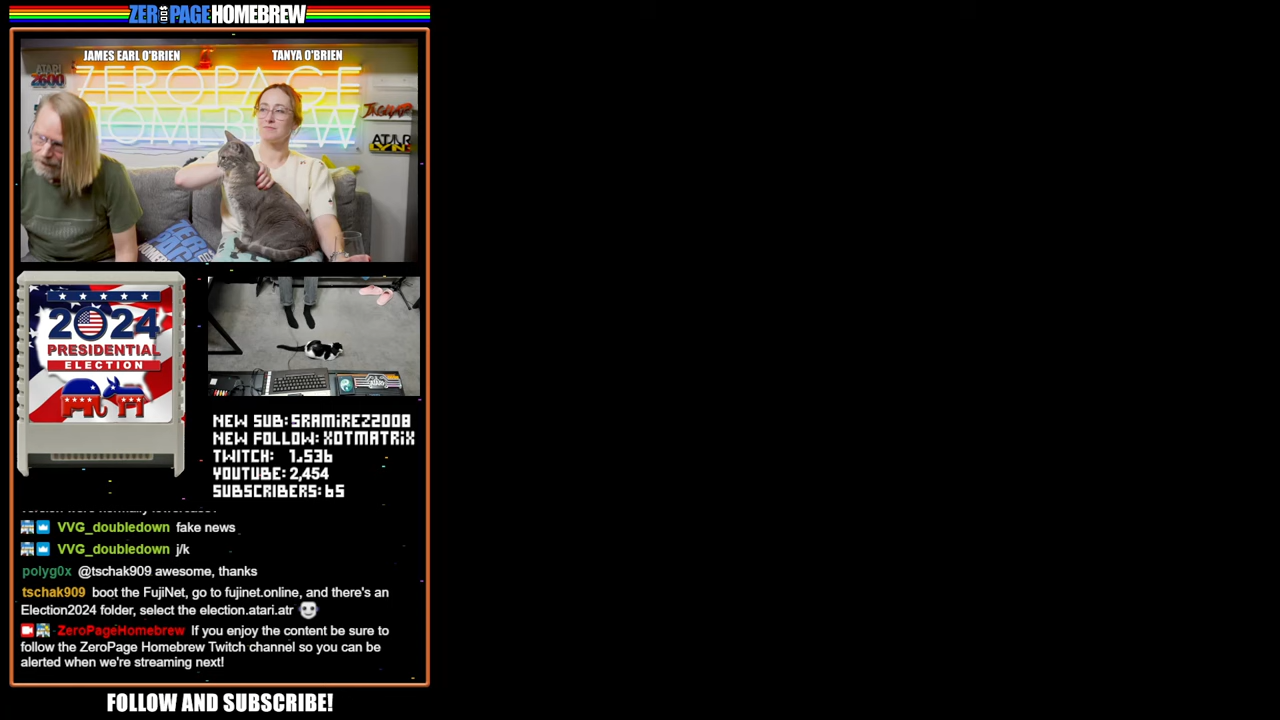 ZEROPAGE HOMEBREW
JAMES EARL O'BRIEN
TANYA O'BRIEN
ATARI
2600
ZEROPAGE
HOMEBREW
JAGUAR
ATARI
LYNX
ZERO
PAGE
2024
PRESIDENTIAL
ELECTION
NEW SUB: SRAMIREZ2008
NEW FOLLOW: XOTMATRIX
TWITCH: 1,536
YOUTUBE: 2,454
SUBSCRIBERS: 65
VVG_doubledown fake news
VVG_doubledown j/k
polyg0x @tschak909 awesome, thanks
tschak909 boot the FujiNet, go to fujinet.online, and there's an
Election2024 folder, select the election.atari.atr
ZeroPageHomebrew If you enjoy the content be sure to
follow the ZeroPage Homebrew Twitch channel so you can be
alerted when we're streaming next!
FOLLOW AND SUBSCRIBE!